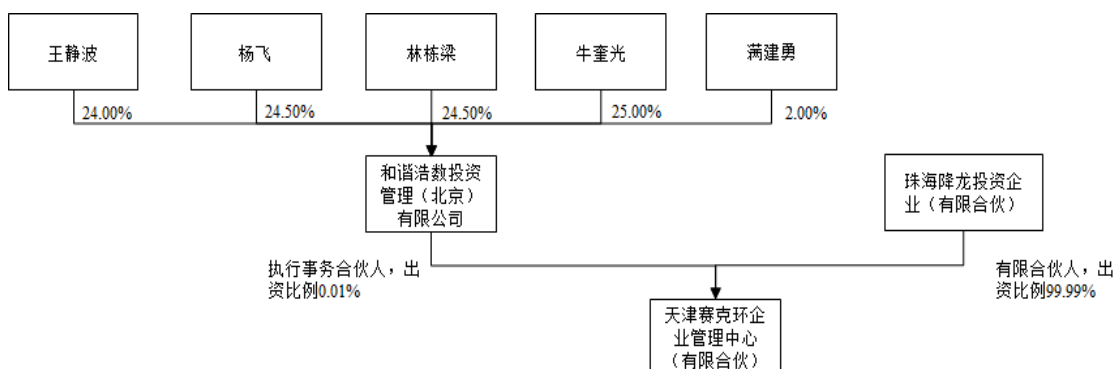 王静波
杨飞
林栋梁
牛奎光
满建勇
24.00%
24.50%
24.50%
25.00%
2.00%
和谐浩数投资
管理（北京）
有限公司
珠海降龙投资企
业（有限合伙）
执行事务合伙人，出
资比例0.01%
有限合伙人，出
资比例99.99%
天津赛克环企
业管理中心
（有限合伙）